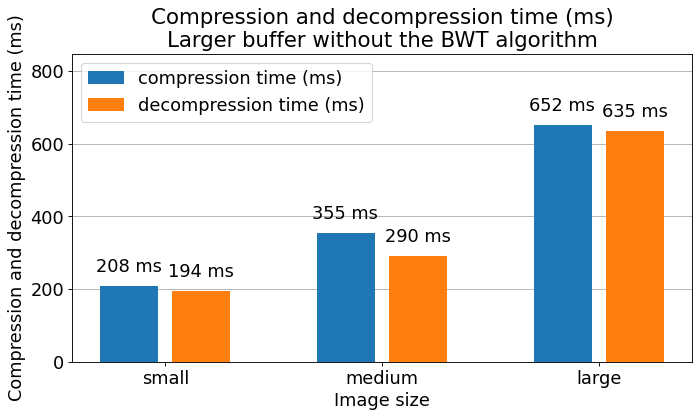 Compression and decompression time (ms)
Larger buffer without the BWT algorithm
Compression and decompression time (ms)
800
600
400
200
0
compression time (ms)
decompression time (ms)
208 ms
194 ms
355 ms
290 ms
652 ms
635 ms
small
medium
large
Image size